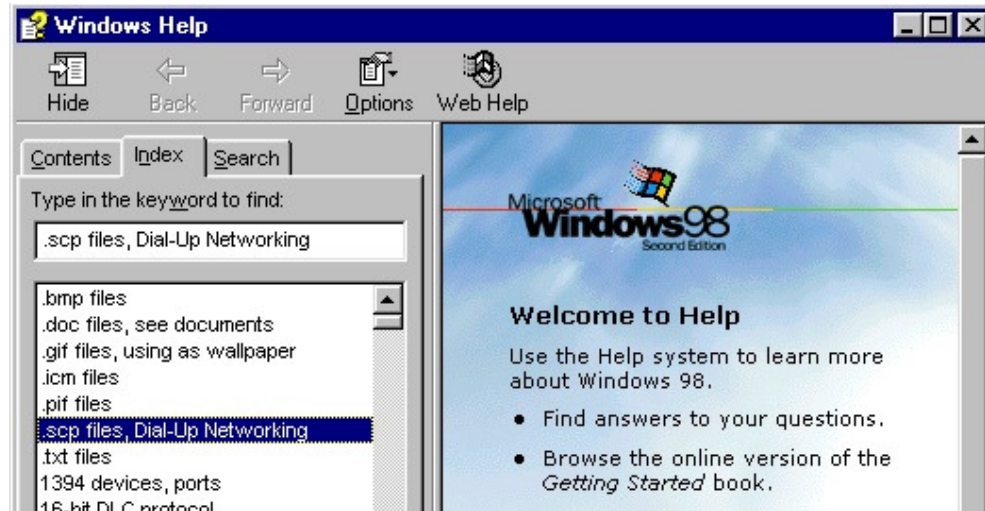 Windows Help
Hide Back Forward Options Web Help
Contents Index Search
Type in the keyword to find:
.scp files, Dial-Up Networking
.bmp files
.doc files, see documents
.gif files, using as wallpaper
.icm files
.pif files
.scp files, Dial-Up Networking
.txt files
1394 devices, ports
16-bit DLC protocol
Microsoft
Windows98
Second Edition
Welcome to Help
Use the Help system to learn more
about Windows 98.
• Find answers to your questions.
• Browse the online version of the
Getting Started book.